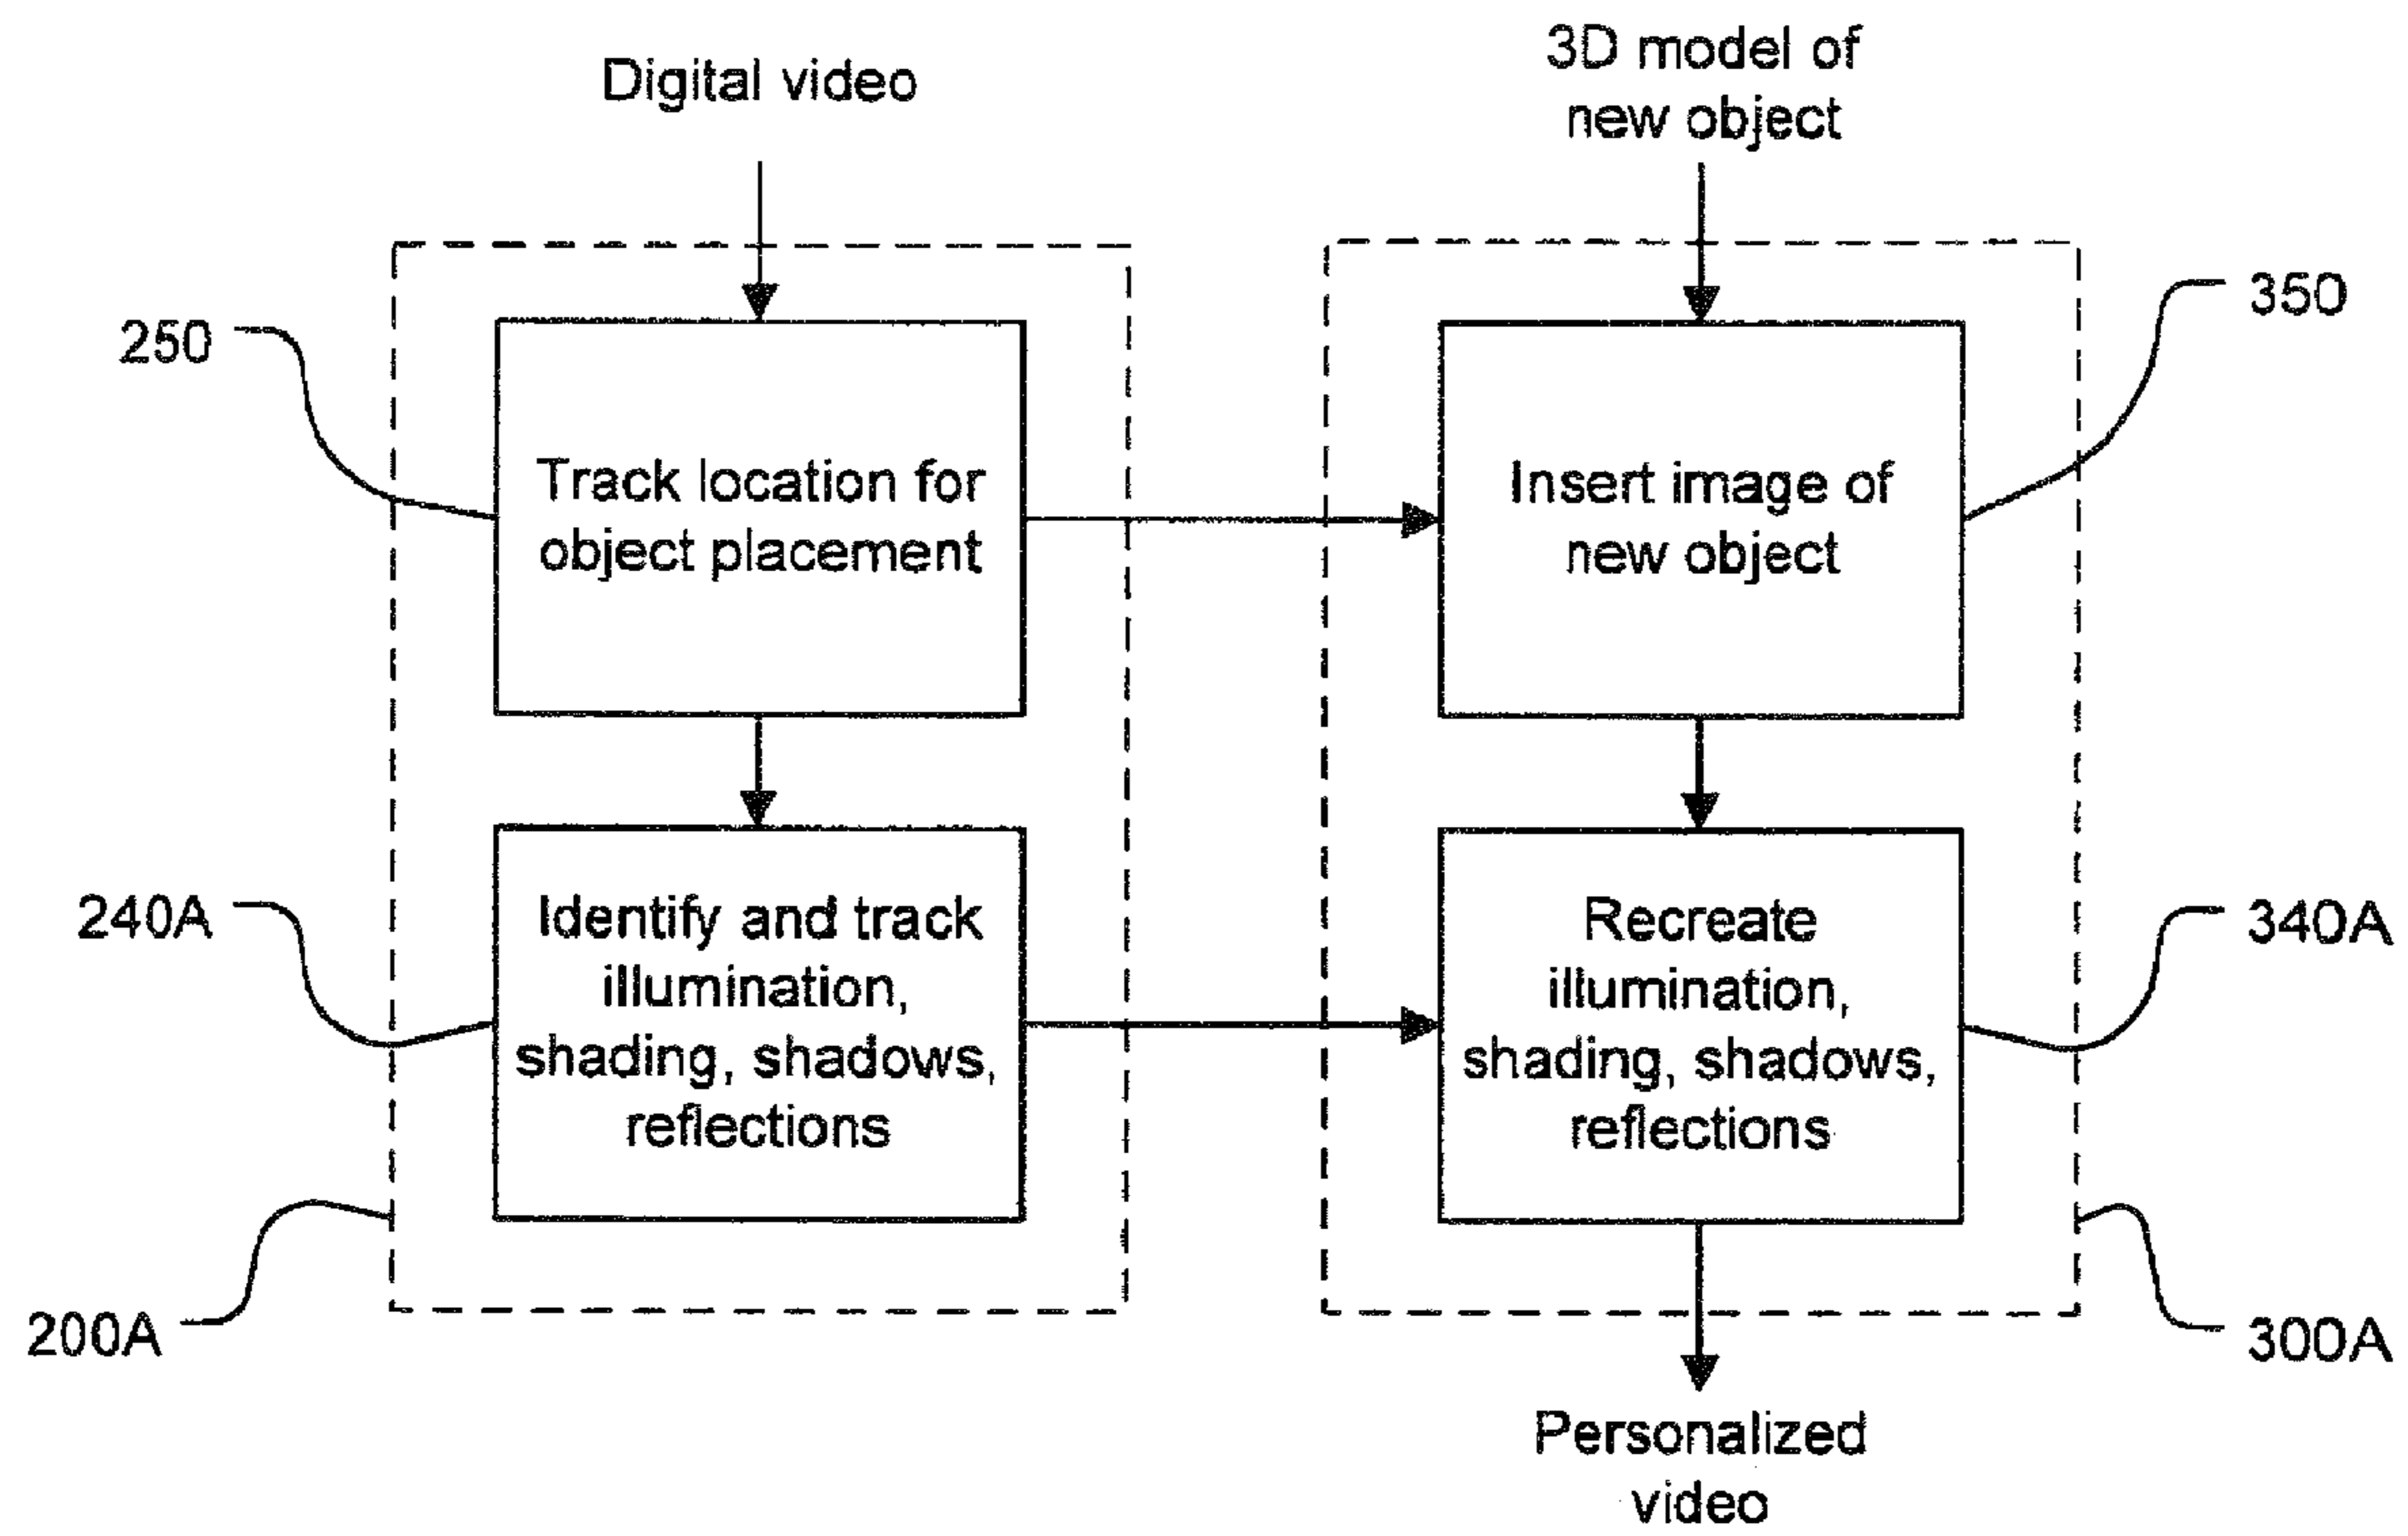 Digital video
3D model of
new object
250
350
Track location for
object placement
Insert image of
new object
240A
340A
Identify and track
illumination,
shading, shadows,
reflections
Recreate
illumination,
shading, shadows,
reflections
200A
300A
Personalized
video